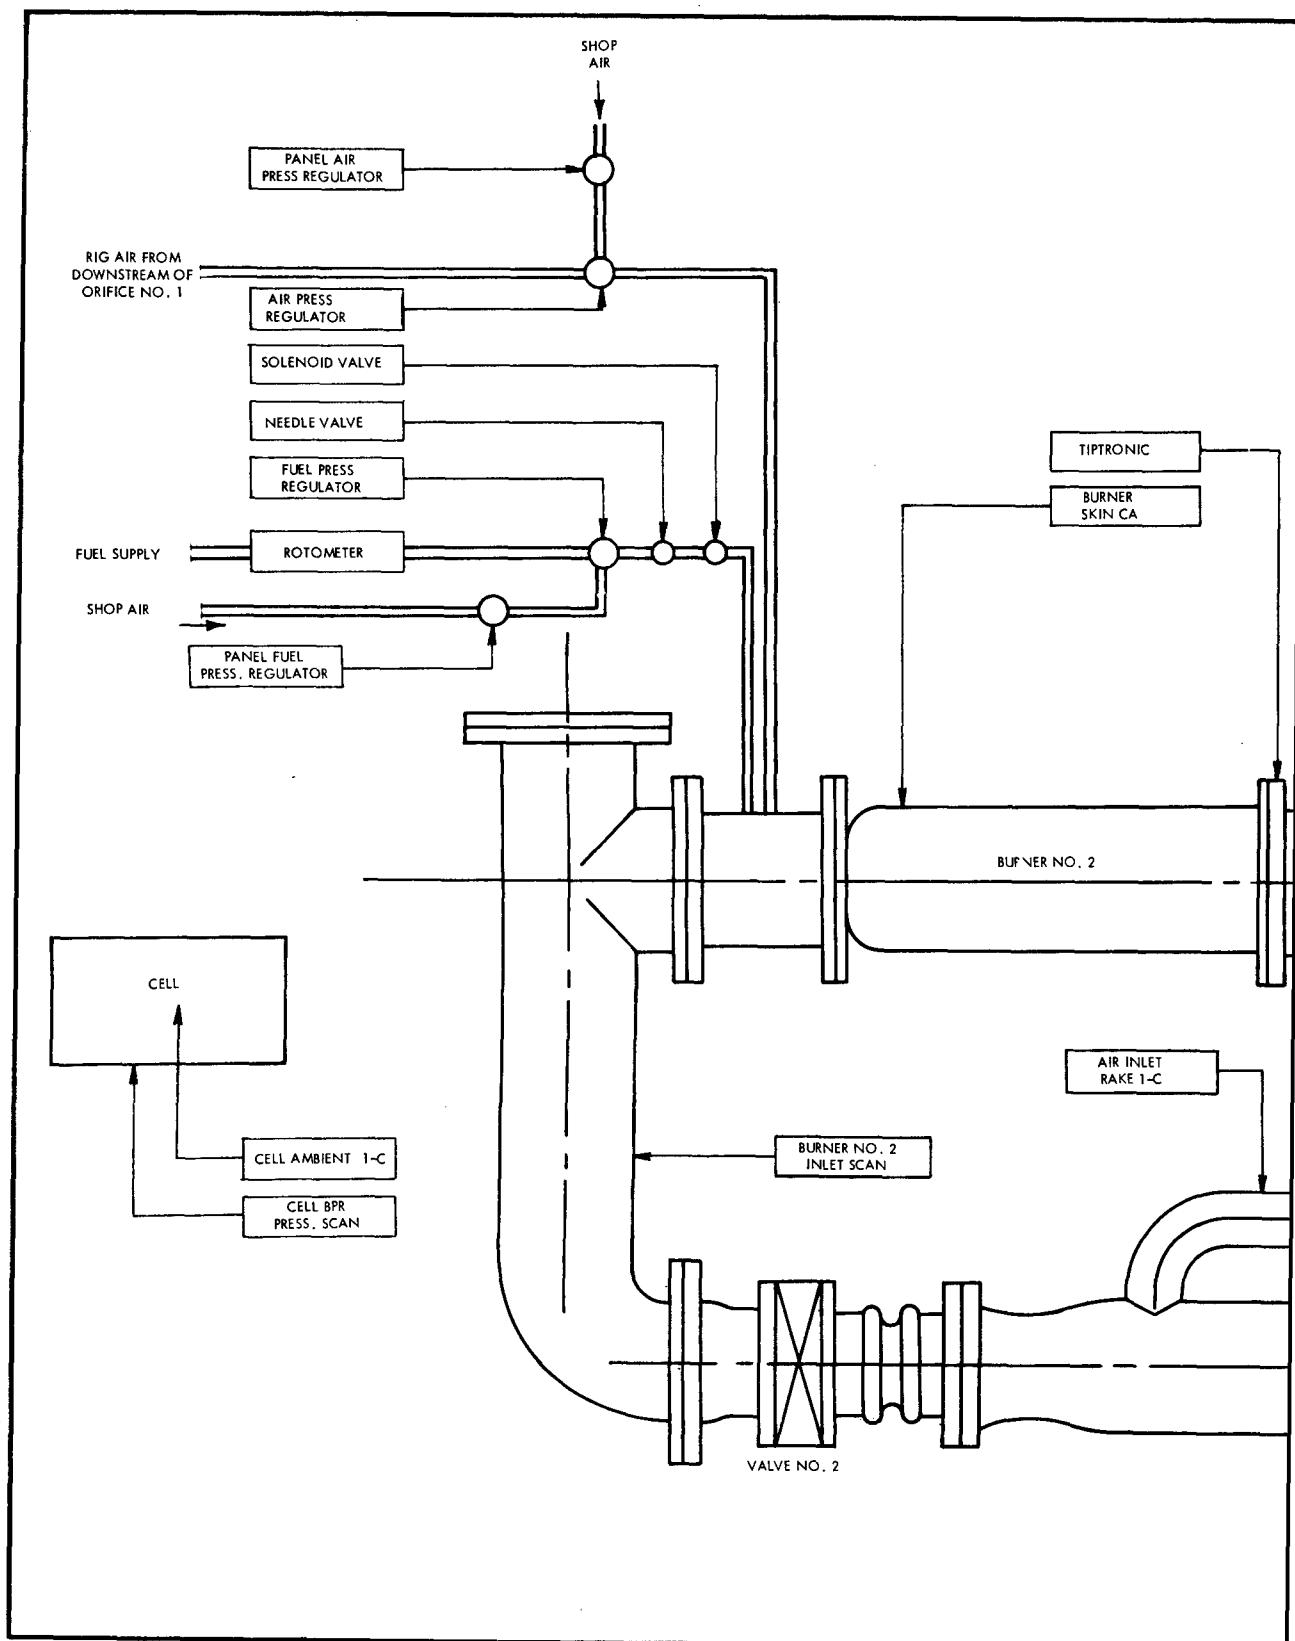 SHOP
AIR
PANEL AIR
PRESS REGULATOR
RIG AIR FROM
DOWNSTREAM OF
ORIFICE NO. 1
AIR PRESS
REGULATOR
SOLENOID VALVE
NEEDLE VALVE
FUEL PRESS
REGULATOR
FUEL SUPPLY
ROTOMETER
SHOP AIR
PANEL FUEL
PRESS. REGULATOR
TIPTRONIC
BURNER
SKIN CA
BURNER NO. 2
CELL
AIR INLET
RAKE 1-C
CELL AMBIENT 1-C
BURNER NO. 2
INLET SCAN
CELL BPR
PRESS. SCAN
VALVE NO. 2